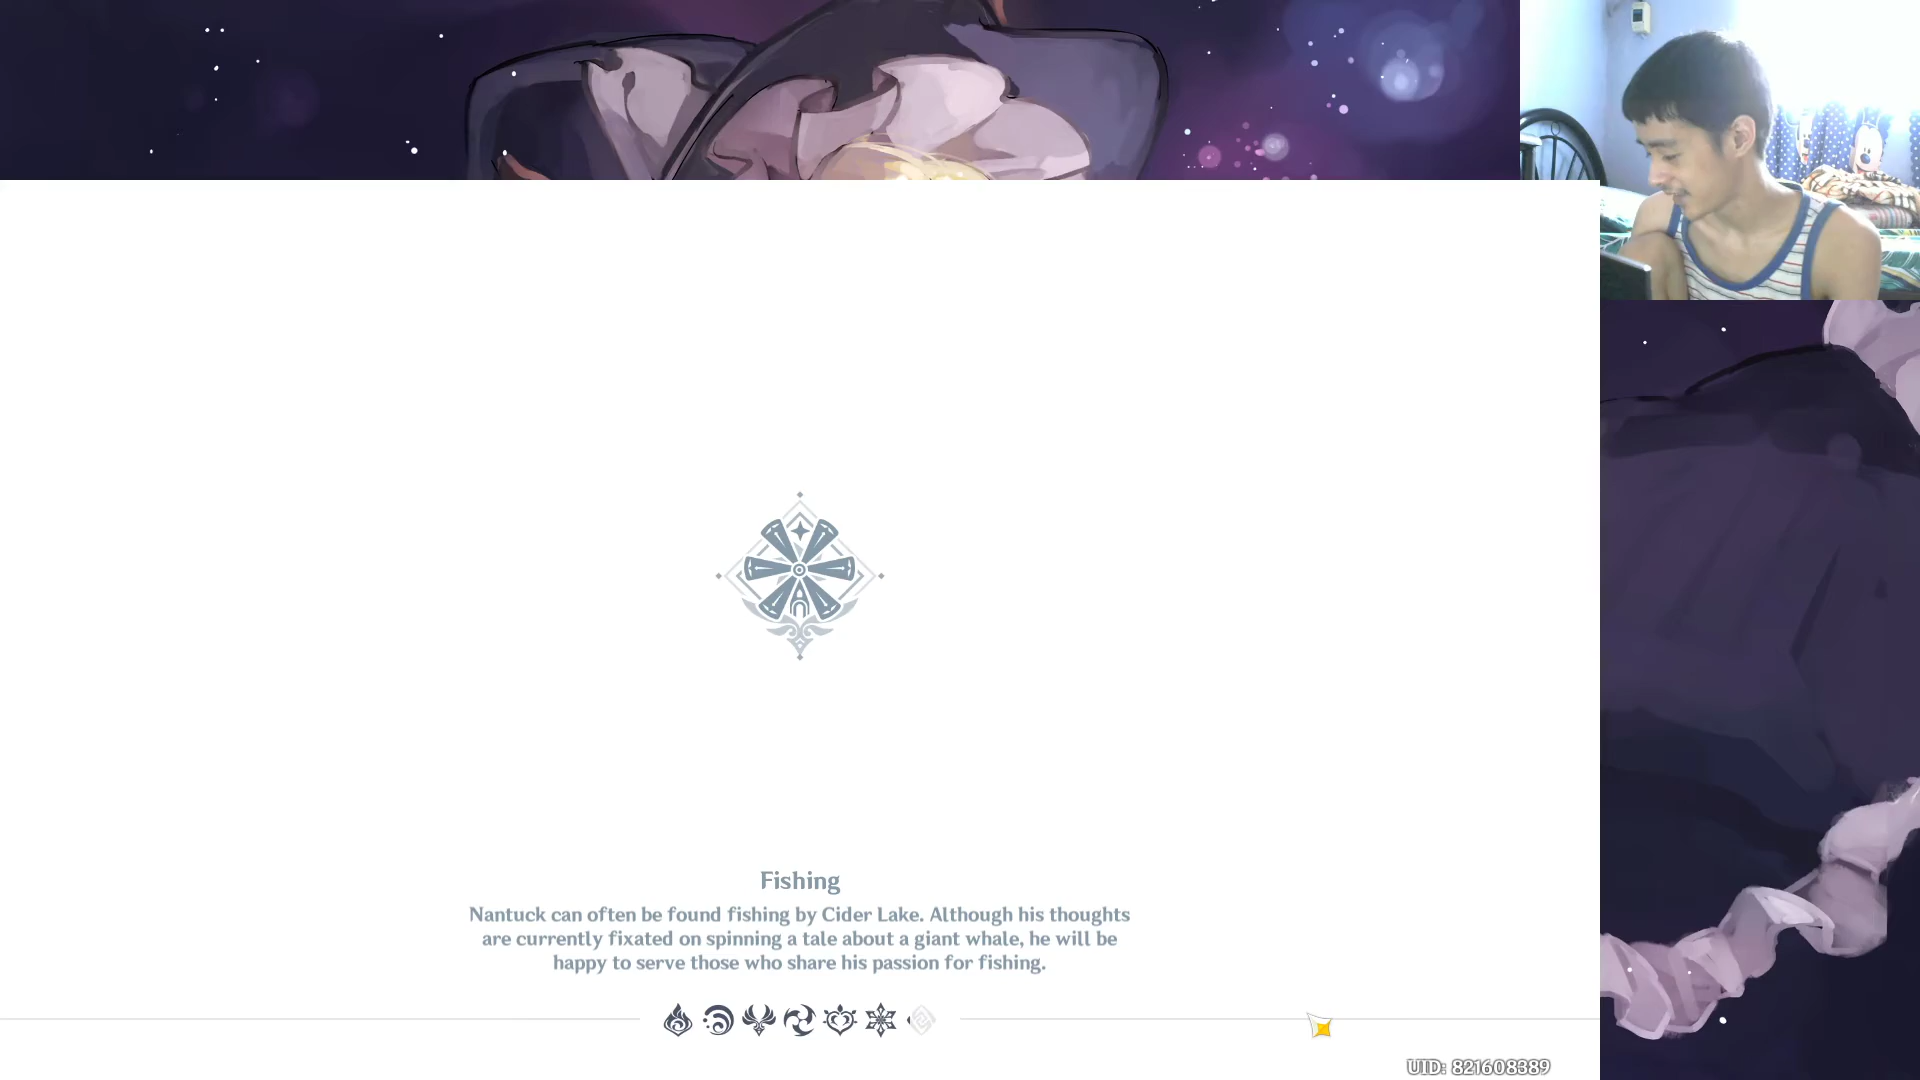 Fishing
Nantuck can often be found fishing by Cider Lake. Although his thoughts
are currently fixated on spinning a tale about a giant whale, he will be
happy to serve those who share his passion for fishing.
UID: 821608389